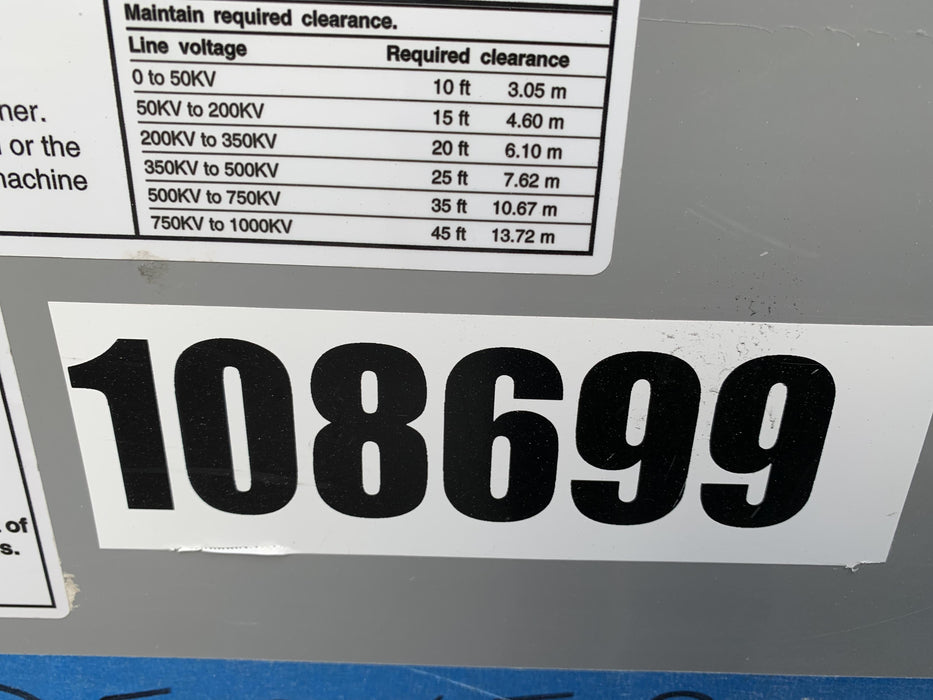 Maintain required clearance.
Line voltage Required clearance
0 to 50KV 10 ft 3.05 m
50KV to 200KV 15 ft 4.60 m
200KV to 350KV 20 ft 6.10 m
350KV to 500KV 25 ft 7.62 m
500KV to 750KV 35 ft 10.67 m
750KV to 1000KV 45 ft 13.72 m
ner.
or the
achine
108699
of
s.